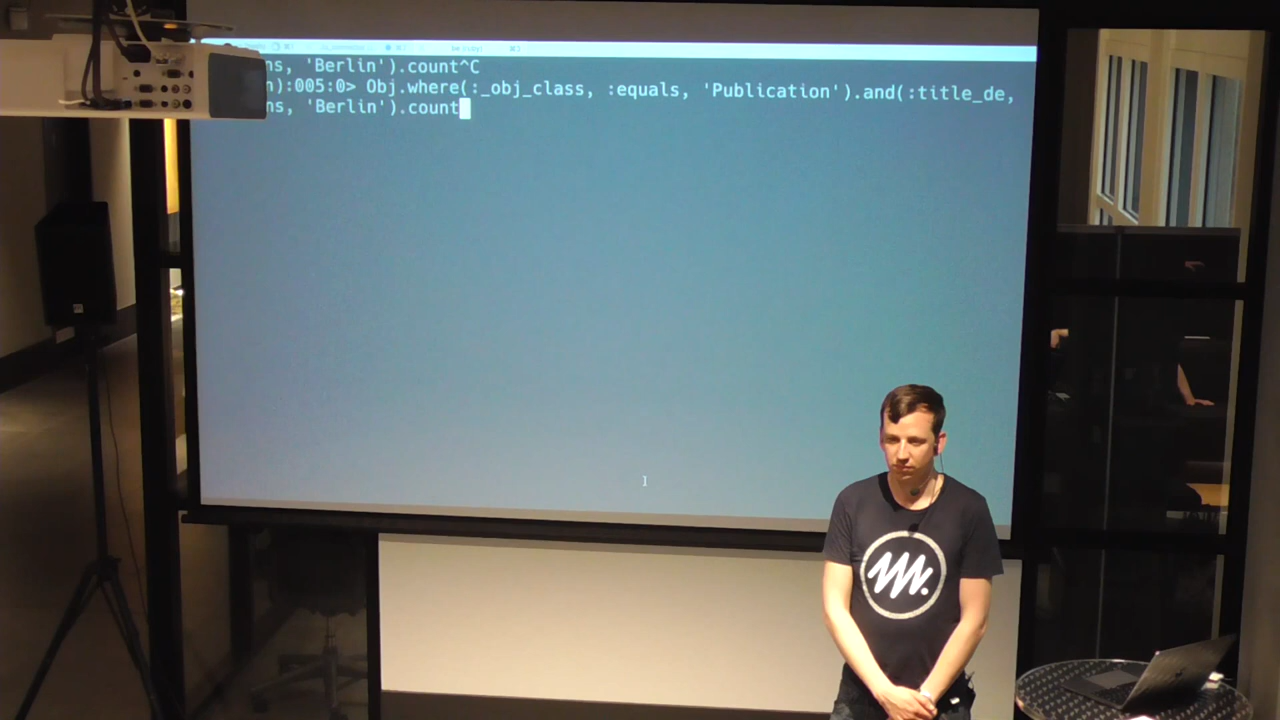 ns, 'Berlin').count^C
n):005:0> Obj.where(:_obj_class, :equals, 'Publication').and(:title_de,
ns, 'Berlin').count